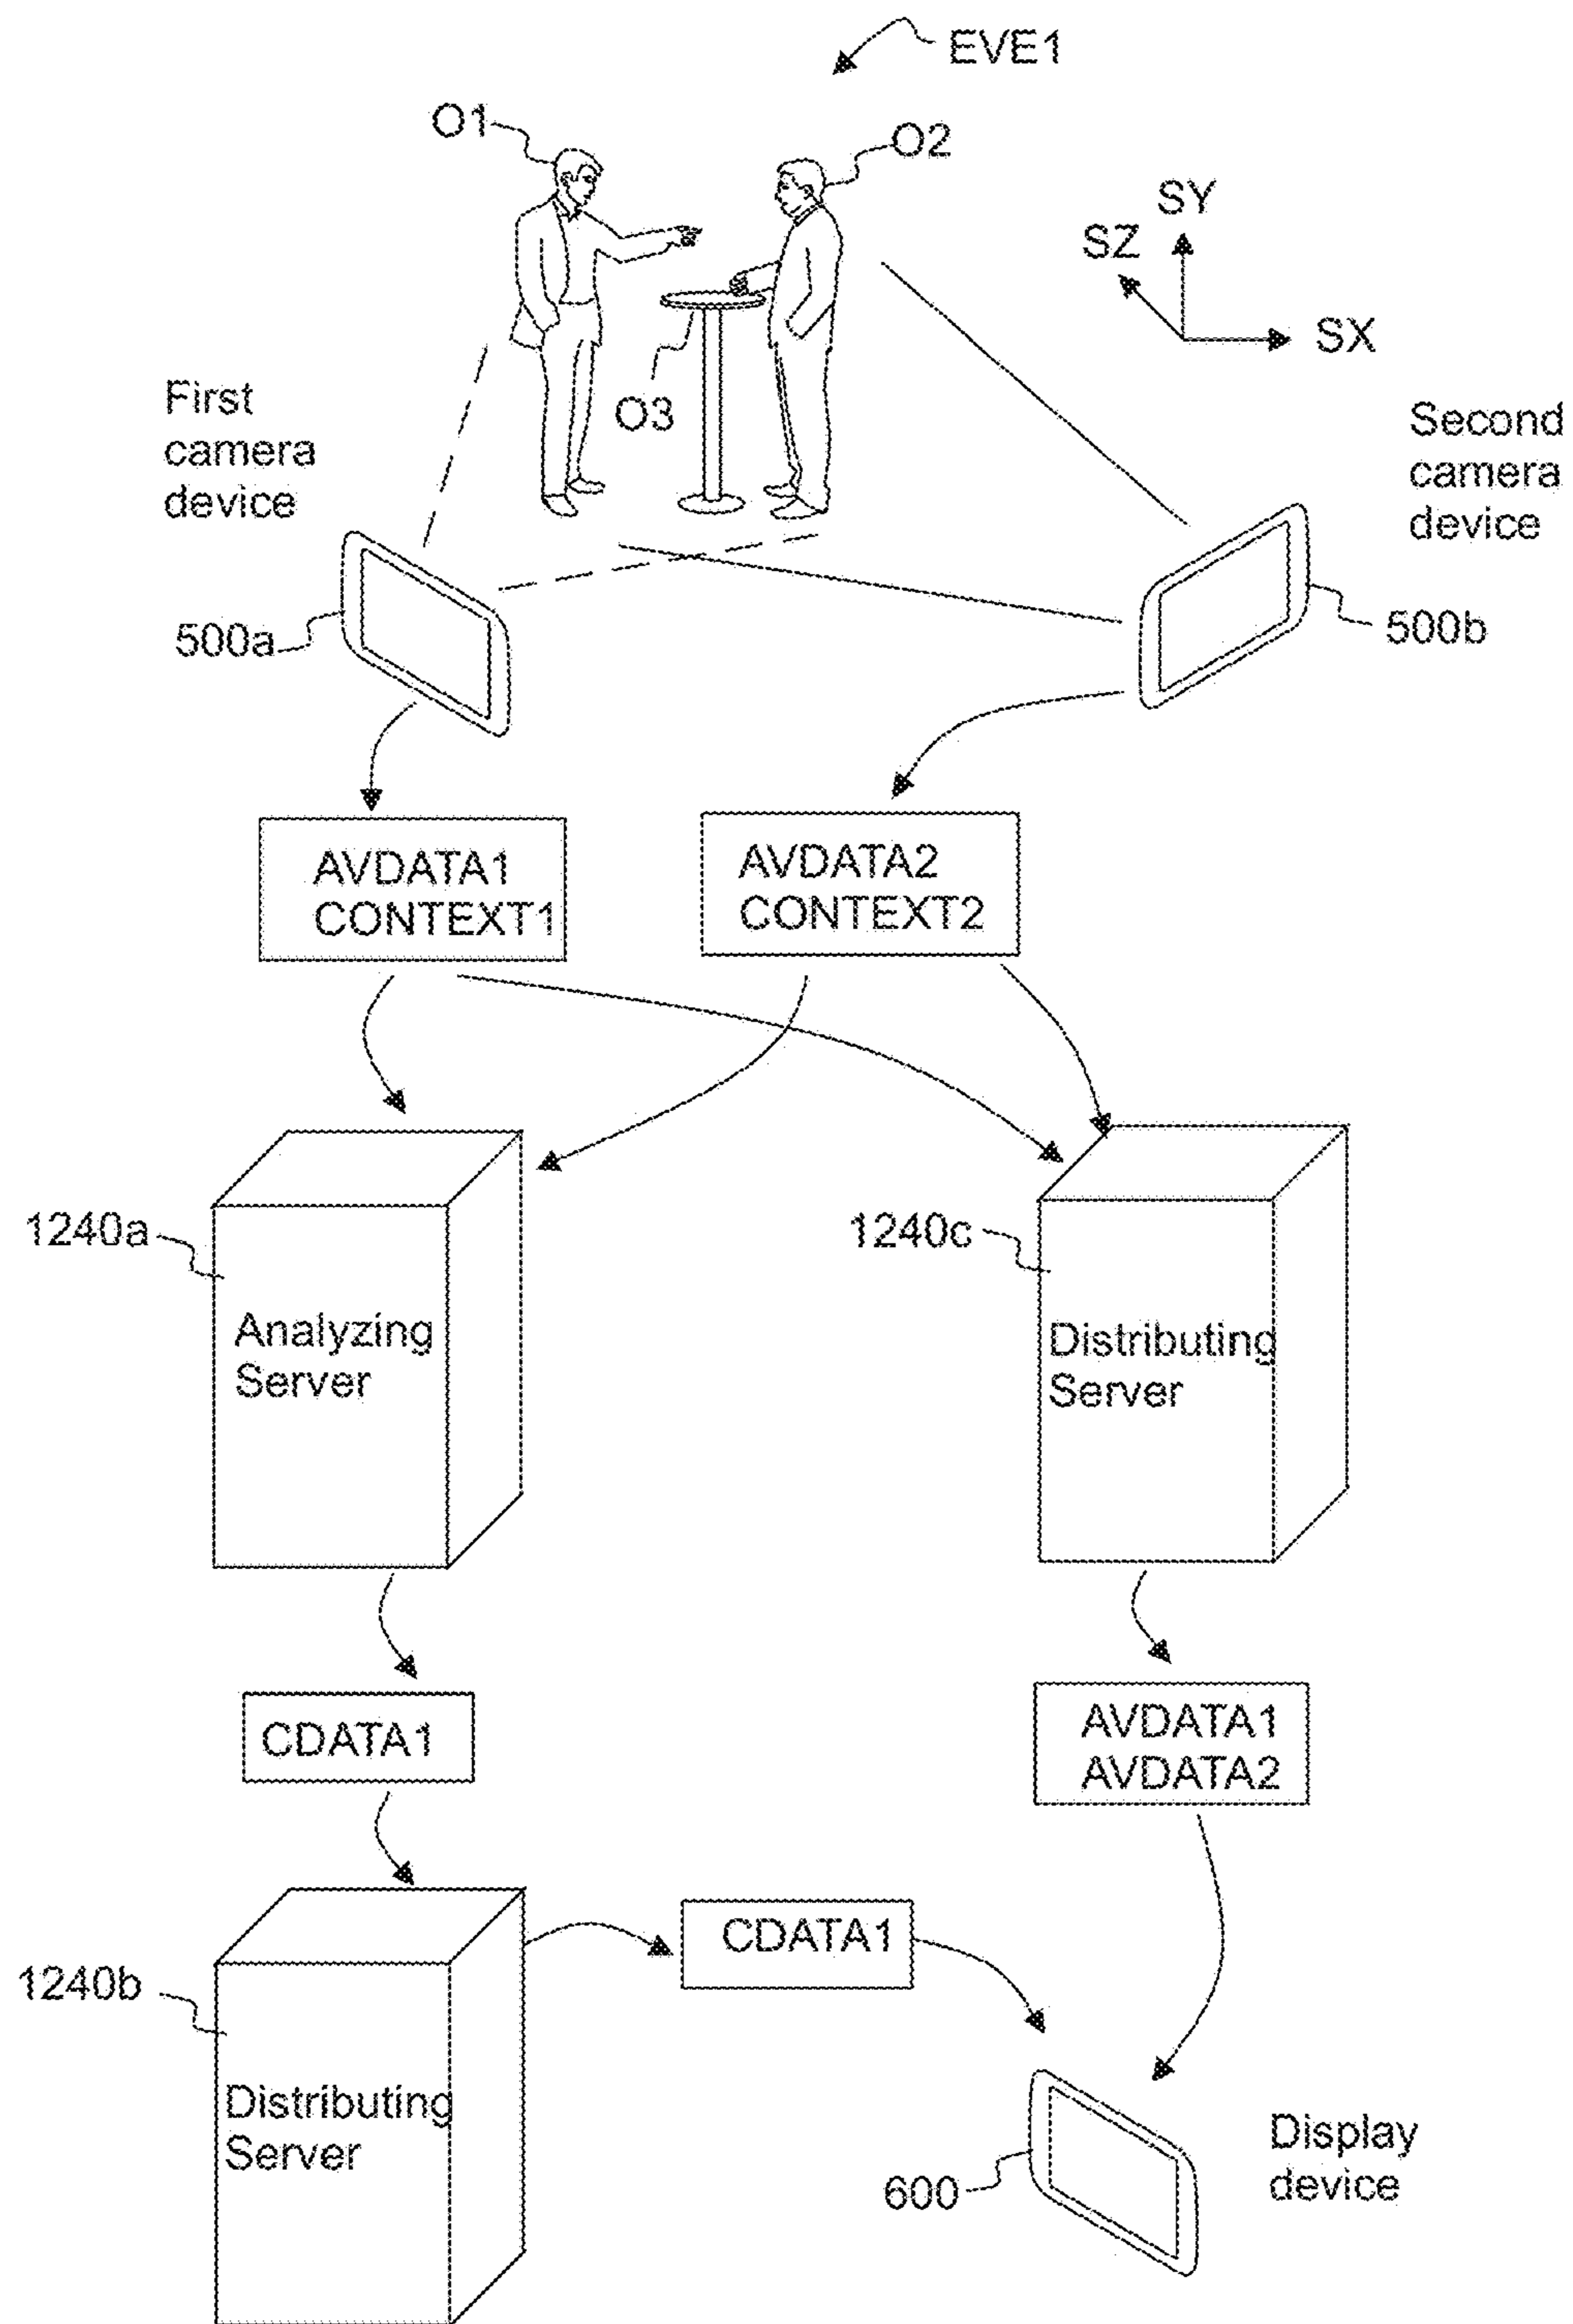 EVE1
O1
O2
SY
SZ
SX
O3
First
camera
device
Second
camera
device
500a
500b
AVDATA1
CONTEXT1
AVDATA2
CONTEXT2
1240a
1240c
Analyzing
Server
Distributing
Server
CDATA1
AVDATA1
AVDATA2
CDATA1
1240b
Distributing
Server
600
Display
device